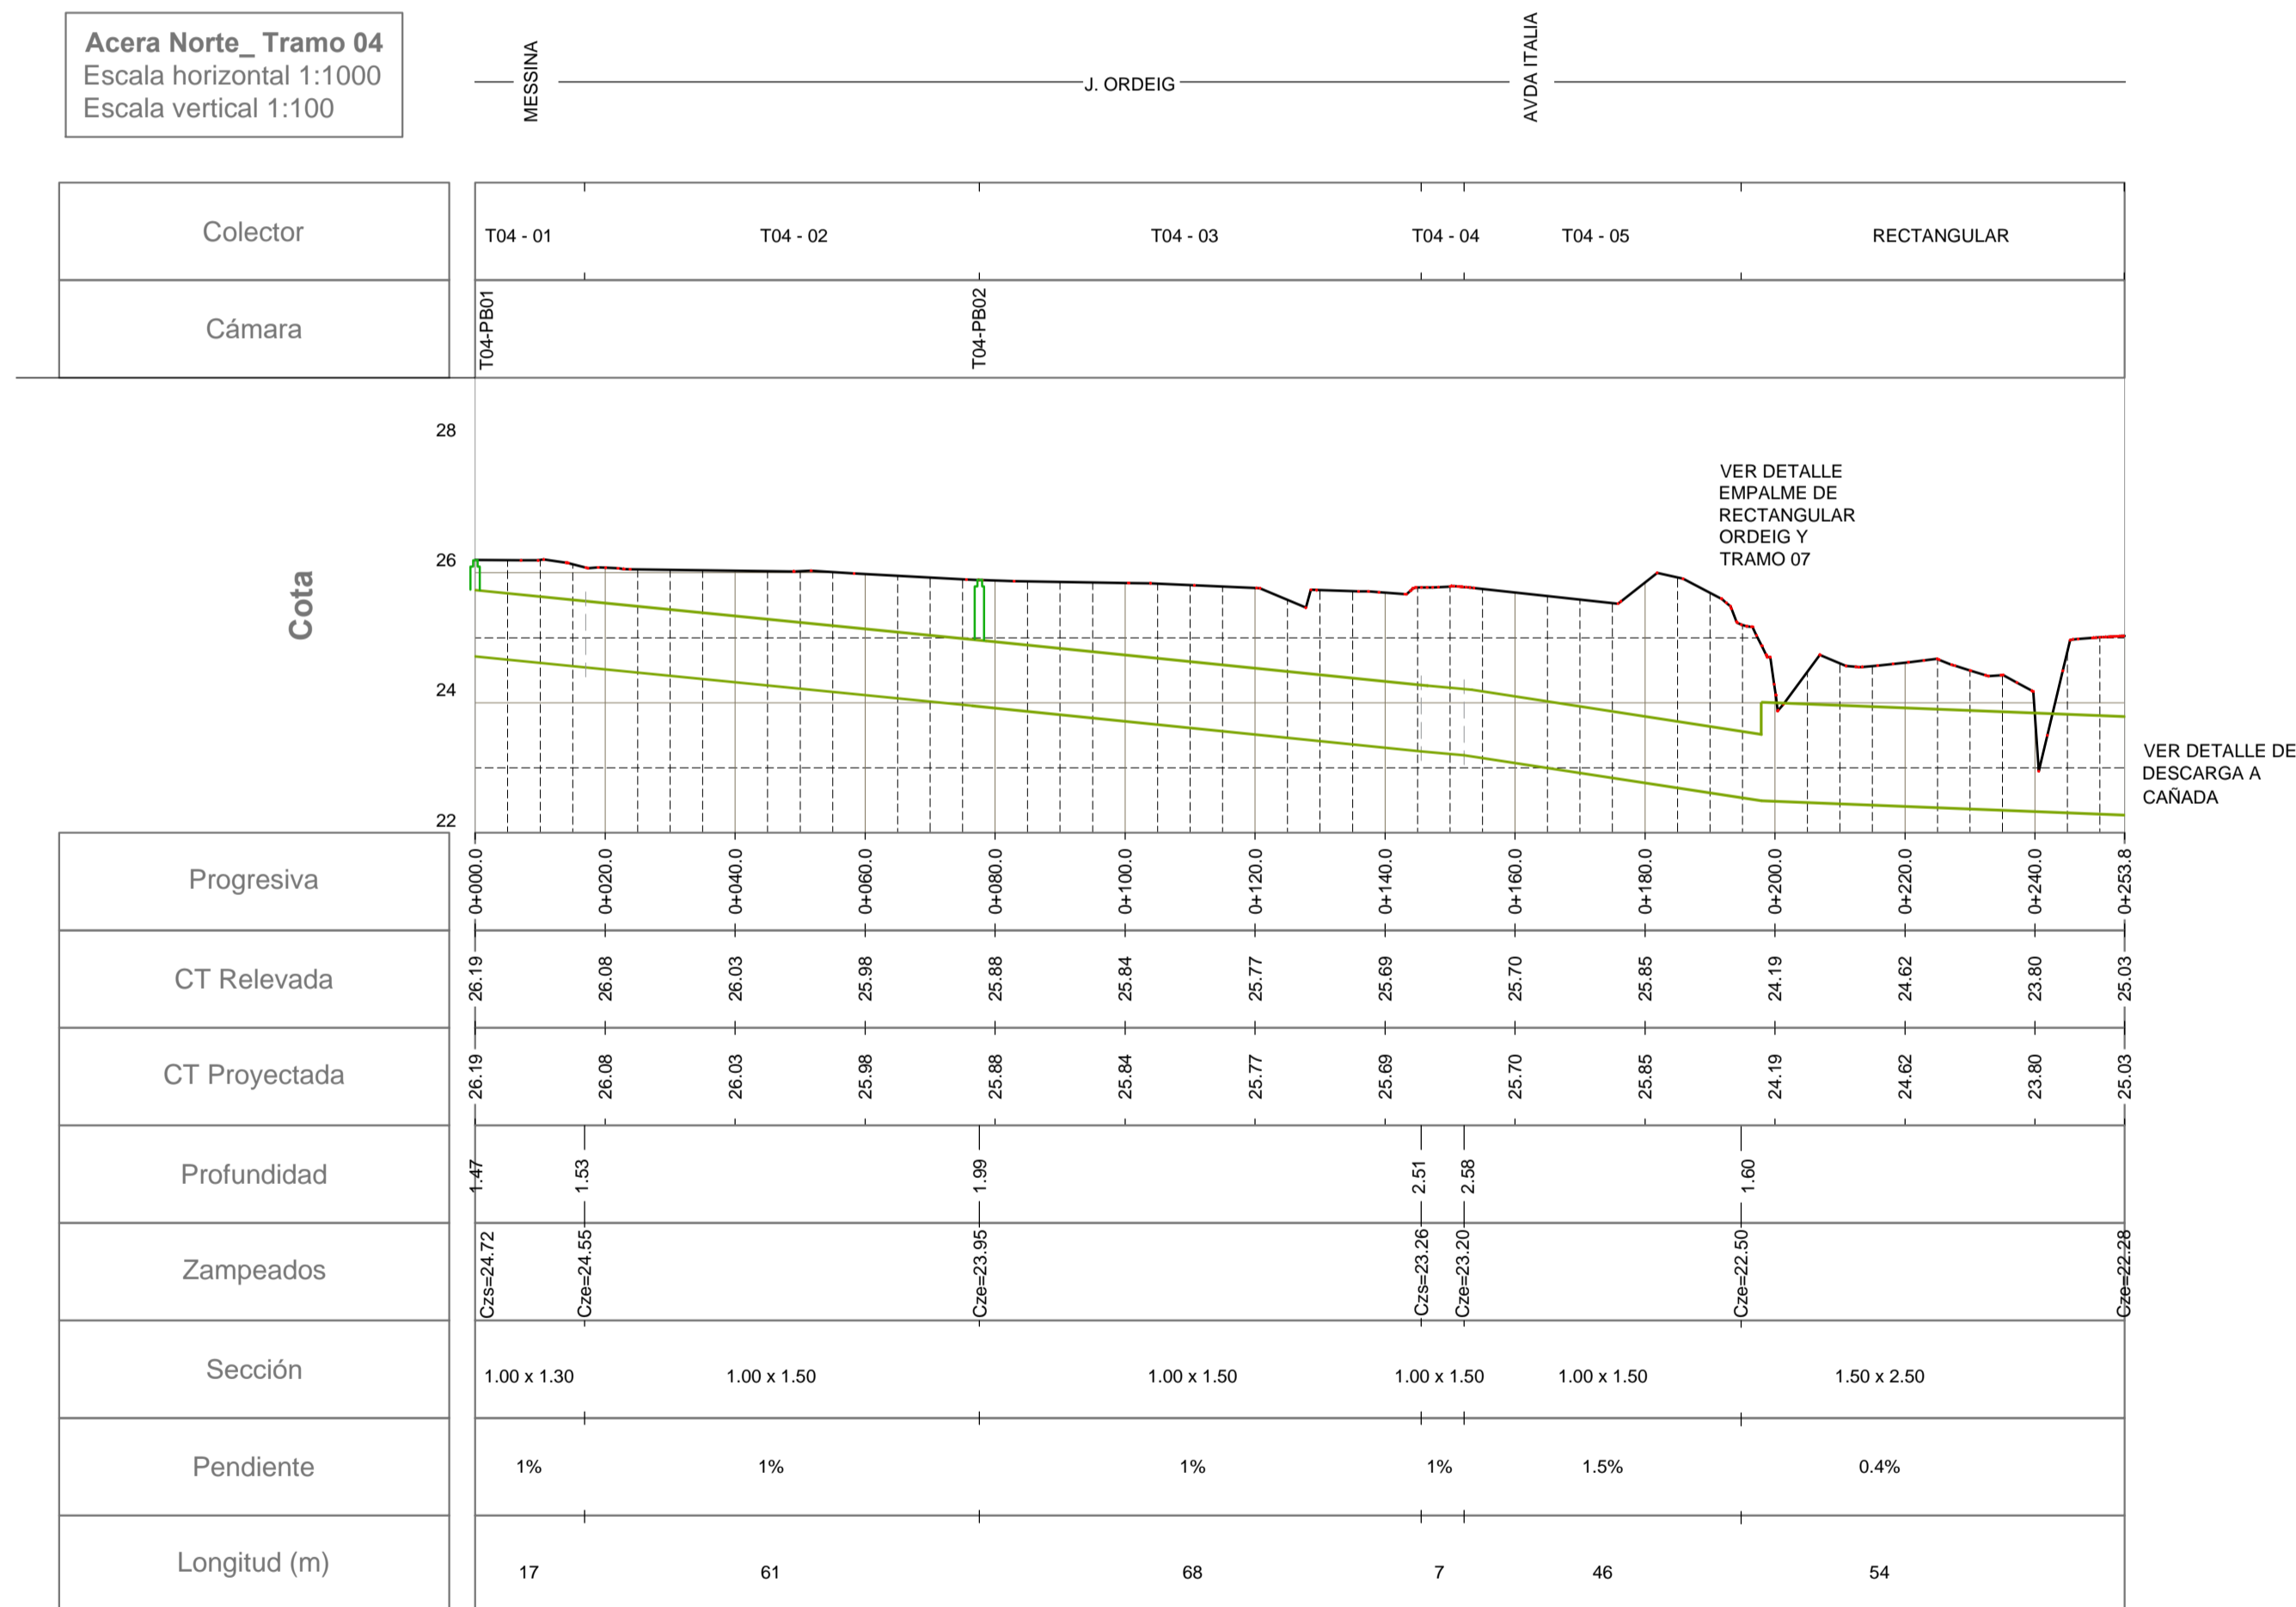 Acera Norte_ Tramo 04
Escala horizontal 1:1000
Escala vertical 1:100
MESSINA
J. ORDEIG
AVDA ITALIA
Colector
T04 - 01
T04 - 02
T04 - 03
T04 - 04
T04 - 05
RECTANGULAR
Cámara
T04-PB01
T04-PB02
Cota
28
26
24
22
VER DETALLE
EMPALME DE
RECTANGULAR
ORDEIG Y
TRAMO 07
VER DETALLE DE
DESCARGA A
CAÑADA
Progresiva
0+000.0
0+020.0
0+040.0
0+060.0
0+080.0
0+100.0
0+120.0
0+140.0
0+160.0
0+180.0
0+200.0
0+220.0
0+240.0
0+253.8
CT Relevada
26.19
26.08
26.03
25.98
25.88
25.84
25.77
25.69
25.70
25.85
24.19
24.62
23.80
25.03
CT Proyectada
26.19
26.08
26.03
25.98
25.88
25.84
25.77
25.69
25.70
25.85
24.19
24.62
23.80
25.03
Profundidad
1.47
1.53
1.99
2.51
2.58
1.60
Zampeados
Czs=24.72
Cze=24.55
Cze=23.95
Czs=23.26
Cze=23.20
Cze=22.50
Cze=22.28
Sección
1.00 x 1.30
1.00 x 1.50
1.00 x 1.50
1.00 x 1.50
1.00 x 1.50
1.50 x 2.50
Pendiente
1%
1%
1%
1%
1.5%
0.4%
Longitud (m)
17
61
68
7
46
54